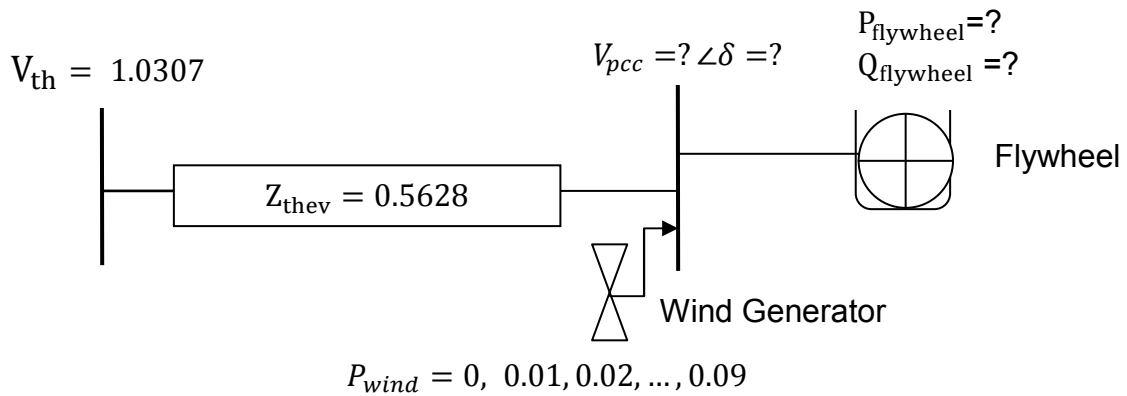 V_th = 1.0307
V_pcc =? ∠δ =?
P_flywheel=?
Q_flywheel =?
Z_thev = 0.5628
Flywheel
Wind Generator
P_wind = 0, 0.01, 0.02, … , 0.09